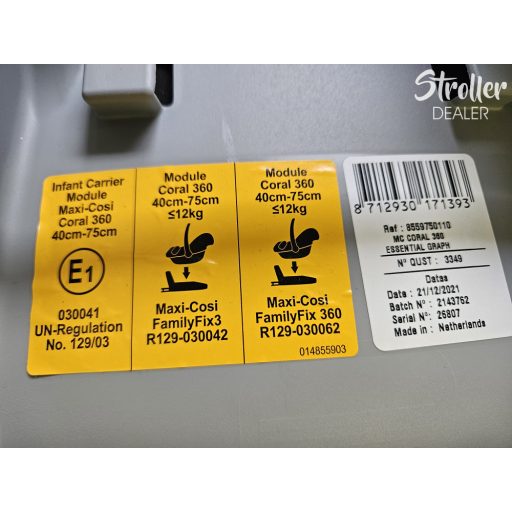 Stroller
DEALER
Infant Carrier
Module
Maxi-Cosi
Coral 360
40cm-75cm
E1
030041
UN-Regulation
No. 129/03
Module
Coral 360
40cm-75cm
≤12kg
Maxi-Cosi
FamilyFix3
R129-030042
Module
Coral 360
40cm-75cm
≤12kg
Maxi-Cosi
FamilyFix 360
R129-030062
014855903
8 712930 171393
Ref : 8559750110
MC CORAL 360
ESSENTIAL GRAPH
N° QUST : 3349
Datas
Date : 21/12/2021
Batch N° : 2143762
Serial N° : 26807
Made in : Netherlands